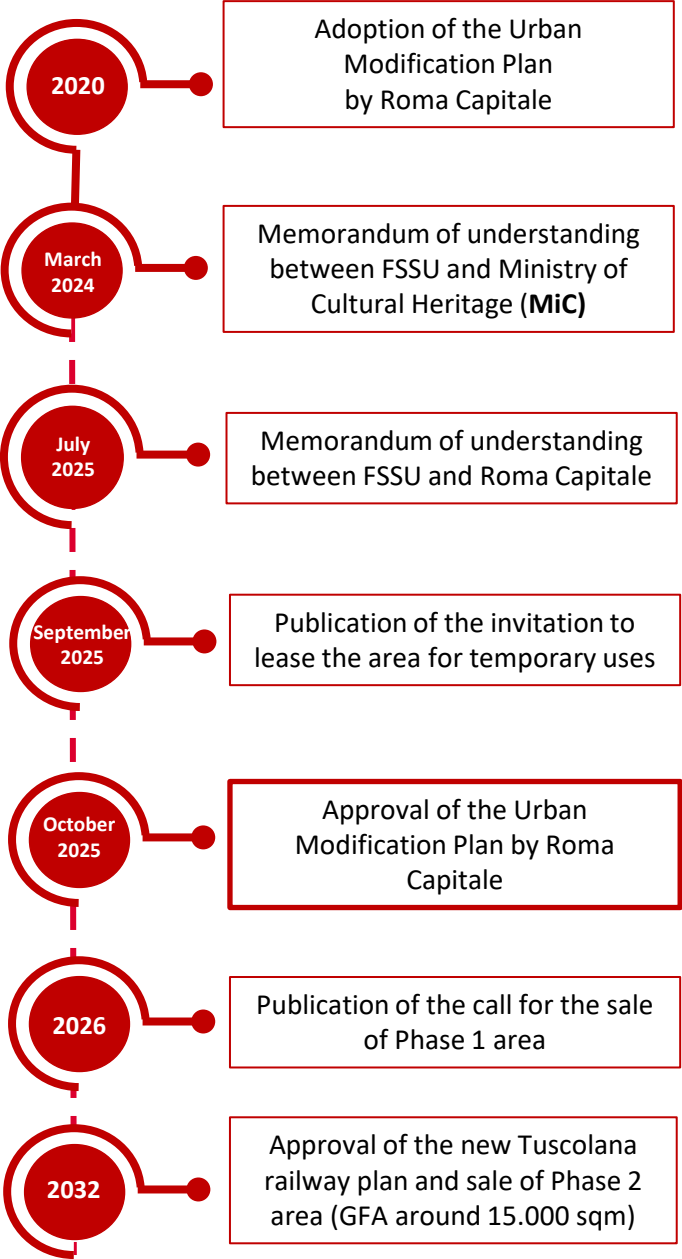 2020
Adoption of the Urban
Modification Plan
by Roma Capitale
March
2024
Memorandum of understanding
between FSSU and Ministry of
Cultural Heritage (MiC)
July
2025
Memorandum of understanding
between FSSU and Roma Capitale
September
2025
Publication of the invitation to
lease the area for temporary uses
October
2025
Approval of the Urban
Modification Plan by Roma
Capitale
2026
Publication of the call for the sale
of Phase 1 area
2032
Approval of the new Tuscolana
railway plan and sale of Phase 2
area (GFA around 15.000 sqm)